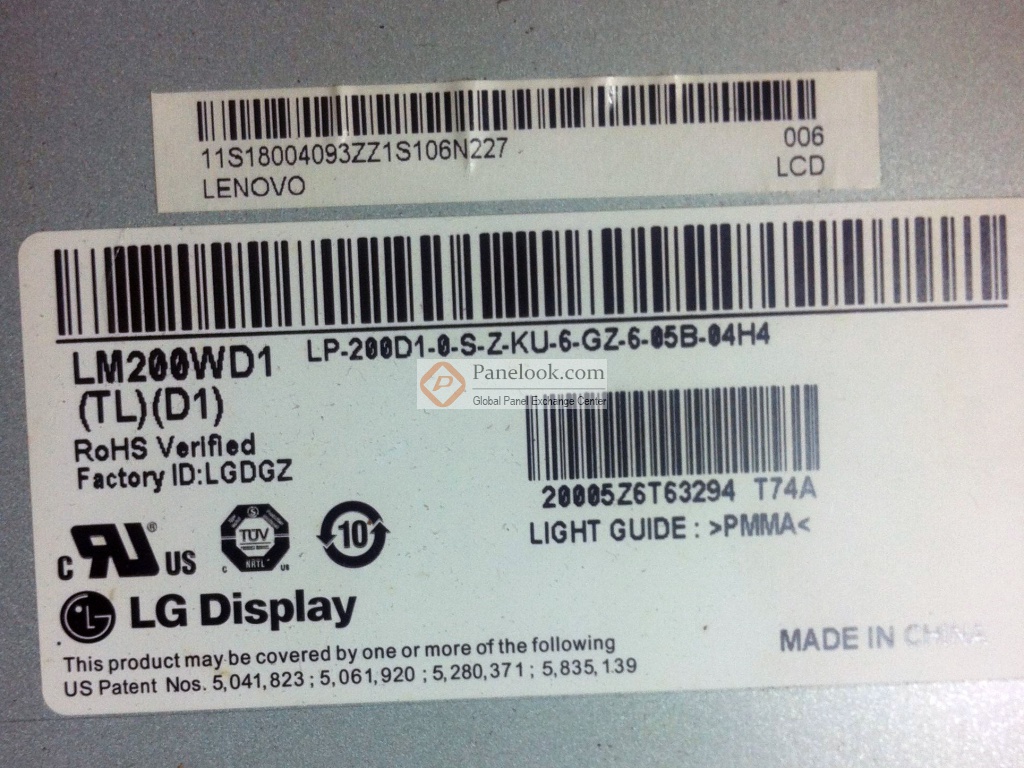 11S18004093ZZ1S106N227
006
LENOVO
LCD
LM200WD1
LP-200D1-0-S-Z-KU-6-GZ-6-05B-04H4
(TL)(D1)
Panelook.com
Global Panel Exchange Center
RoHS Verified
Factory ID:LGDGZ
20005Z6T63294 T74A
LIGHT GUIDE : >PMMA<
c RU ® US
TÜV
NRTL
C US
10
LG Display
MADE IN CHINA
This product may be covered by one or more of the following
US Patent Nos. 5,041,823 ; 5,061,920 ; 5,280,371 ; 5,835,139